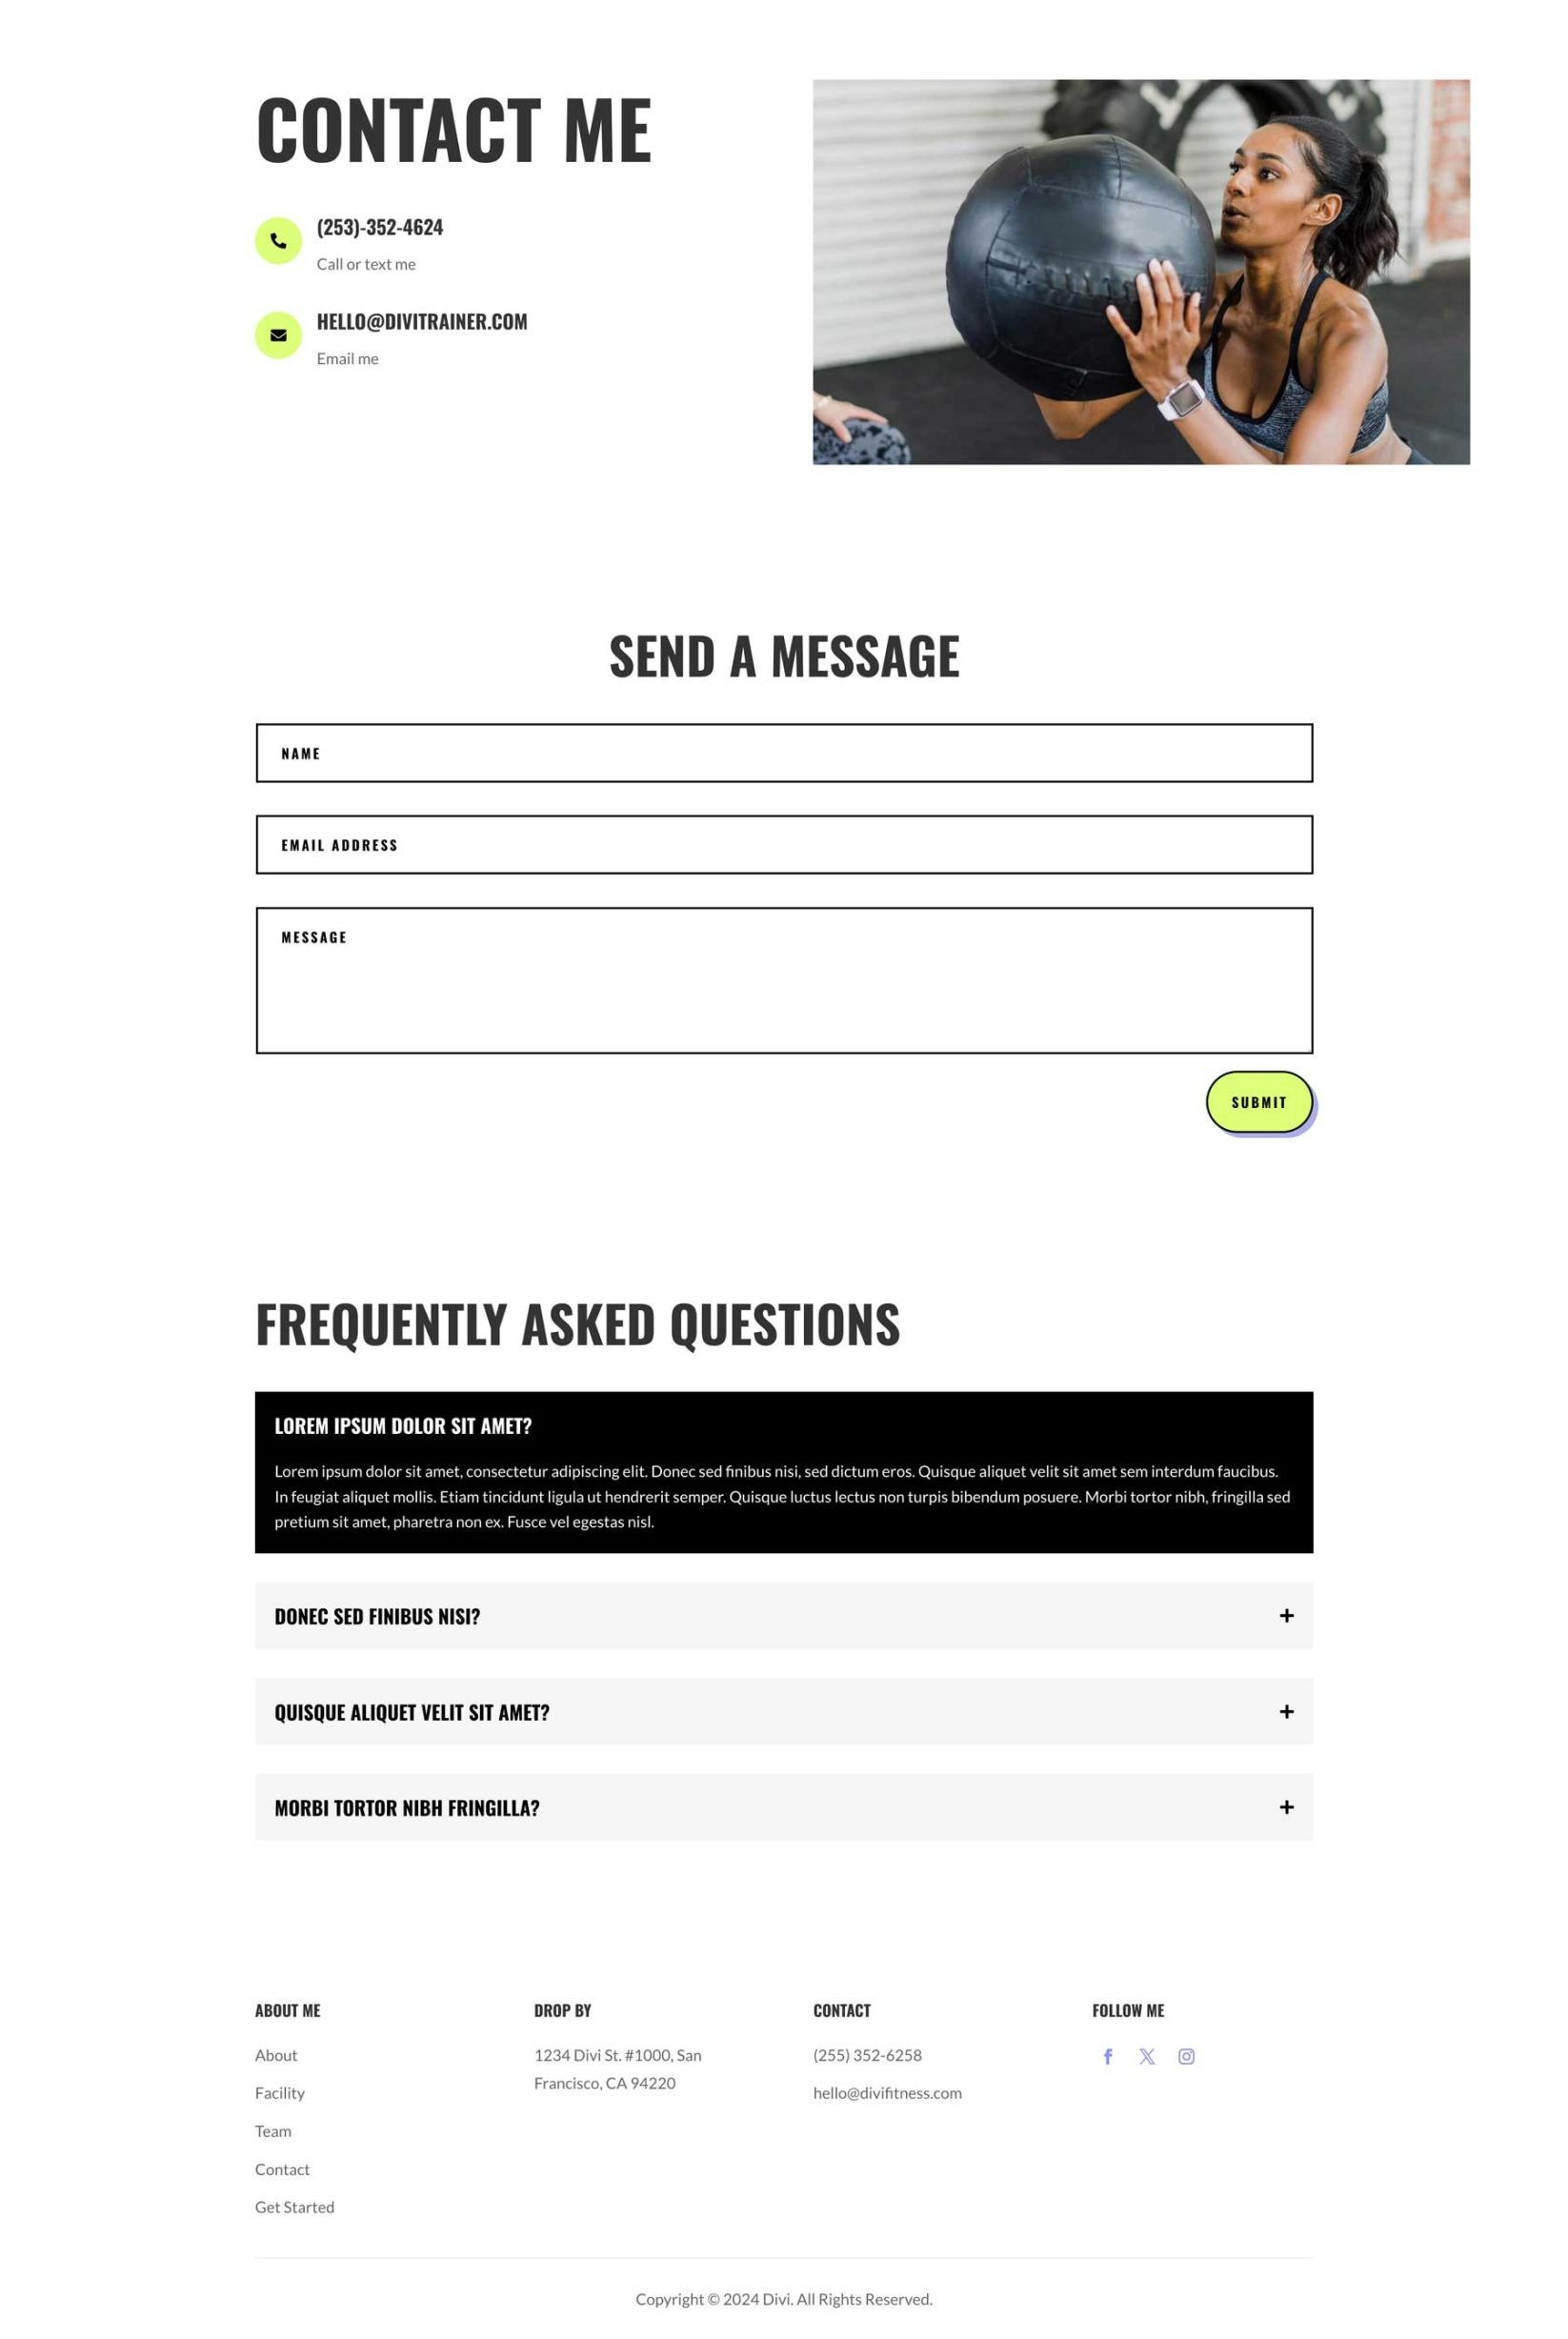 CONTACT ME
(253)-352-4624
Call or text me
HELLO@DIVITRAINER.COM
Email me
SEND A MESSAGE
NAME
EMAIL ADDRESS
MESSAGE
SUBMIT
FREQUENTLY ASKED QUESTIONS
LOREM IPSUM DOLOR SIT AMET?
Lorem ipsum dolor sit amet, consectetur adipiscing elit. Donec sed finibus nisi, sed dictum eros. Quisque aliquet velit sit amet sem interdum faucibus.
In feugiat aliquet mollis. Etiam tincidunt ligula ut hendrerit semper. Quisque luctus lectus non turpis bibendum posuere. Morbi tortor nibh, fringilla sed
pretium sit amet, pharetra non ex. Fusce vel egestas nisl.
DONEC SED FINIBUS NISI?
QUISQUE ALIQUET VELIT SIT AMET?
MORBI TORTOR NIBH FRINGILLA?
ABOUT ME
About
Facility
Team
Contact
Get Started
DROP BY
1234 Divi St. #1000, San
Francisco, CA 94220
CONTACT
(255) 352-6258
hello@divifitness.com
FOLLOW ME
Copyright © 2024 Divi. All Rights Reserved.